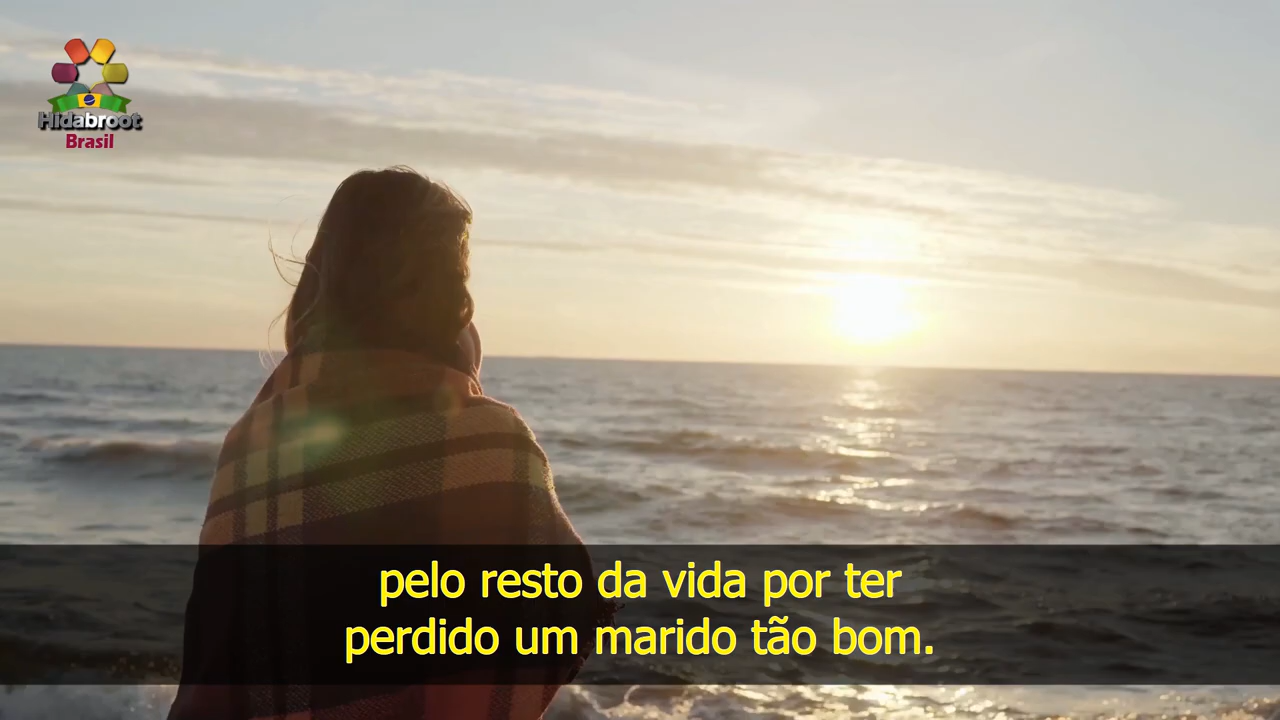 Hidabroot
Brasil
pelo resto da vida por ter
perdido um marido tão bom.